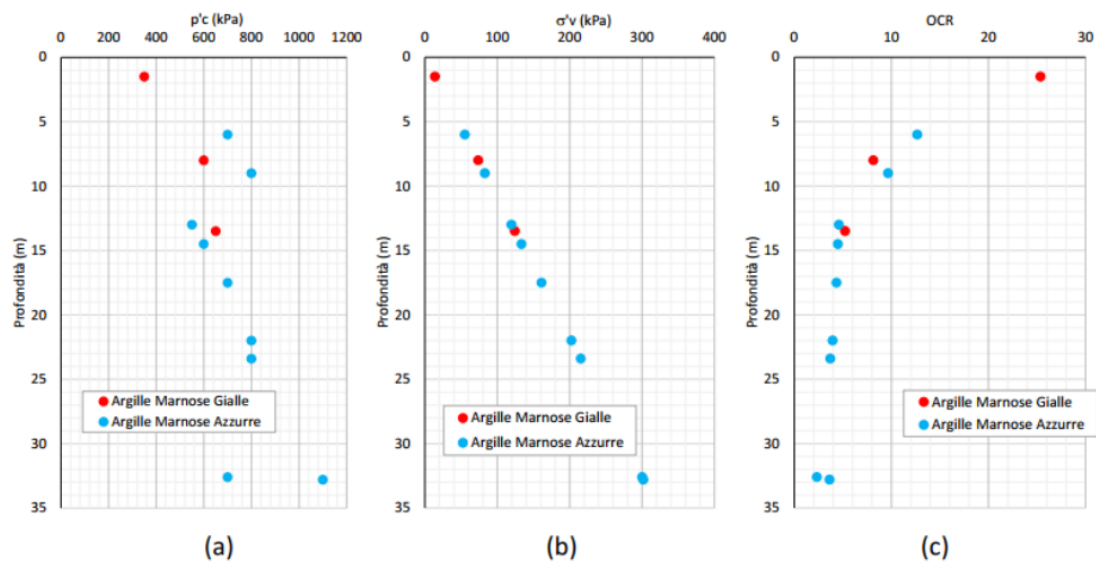 p'c (kPa)
0 200 400 600 800 1000 1200
0
5
10
15
20
25
30
35
Profondità (m)
Argille Marnose Gialle
Argille Marnose Azzurre
(a)
σ'v (kPa)
0 100 200 300 400
0
5
10
15
20
25
30
35
Profondità (m)
Argille Marnose Gialle
Argille Marnose Azzurre
(b)
OCR
0 10 20 30
0
5
10
15
20
25
30
35
Profondità (m)
Argille Marnose Gialle
Argille Marnose Azzurre
(c)